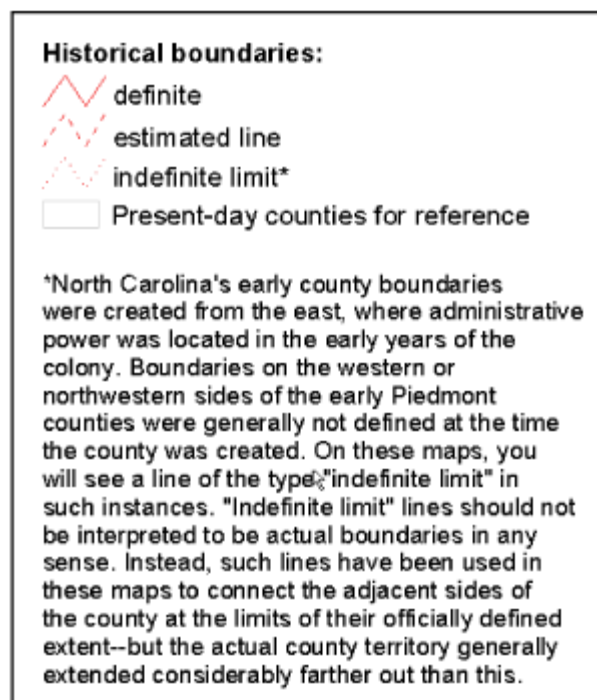 Historical boundaries:
definite
estimated line
indefinite limit*
Present-day counties for reference
*North Carolina's early county boundaries
were created from the east, where administrative
power was located in the early years of the
colony. Boundaries on the western or
northwestern sides of the early Piedmont
counties were generally not defined at the time
the county was created. On these maps, you
will see a line of the type "indefinite limit" in
such instances. "Indefinite limit" lines should not
be interpreted to be actual boundaries in any
sense. Instead, such lines have been used in
these maps to connect the adjacent sides of
the county at the limits of their officially defined
extent--but the actual county territory generally
extended considerably farther out than this.